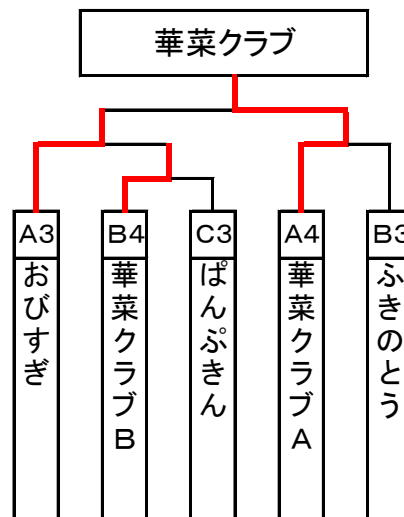 華菜クラブ
A3
B4
C3
A4
B3
おびすぎ
華菜クラブB
ぱんぷきん
華菜クラブA
ふきのとう